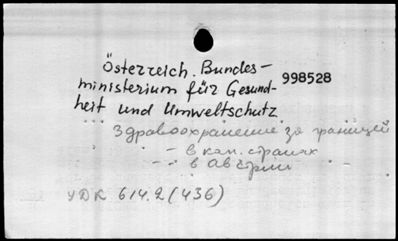 Österreich. Bundes-
ministerium für Gesund- 998528
heit und Umweltschutz
Здравоохранение за границей
- в кап. странах
- " - в Австрии
УДК 614.2(436)